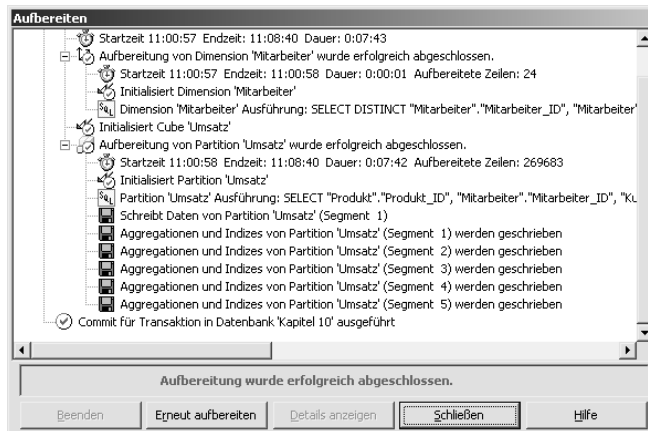 Aufbereiten
Startzeit 11:00:57 Endzeit: 11:08:40 Dauer: 0:07:43
Aufbereitung von Dimension 'Mitarbeiter' wurde erfolgreich abgeschlossen.
Startzeit 11:00:57 Endzeit: 11:00:58 Dauer: 0:00:01 Aufbereitete Zeilen: 24
Initialisiert Dimension 'Mitarbeiter'
SQL Dimension 'Mitarbeiter' Ausführung: SELECT DISTINCT "Mitarbeiter"."Mitarbeiter_ID", "Mitarbeiter"
Initialisiert Cube 'Umsatz'
Aufbereitung von Partition 'Umsatz' wurde erfolgreich abgeschlossen.
Startzeit 11:00:58 Endzeit: 11:08:40 Dauer: 0:07:42 Aufbereitete Zeilen: 269683
Initialisiert Partition 'Umsatz'
SQL Partition 'Umsatz' Ausführung: SELECT "Produkt"."Produkt_ID", "Mitarbeiter"."Mitarbeiter_ID", "Ku
Schreibt Daten von Partition 'Umsatz' (Segment 1)
Aggregationen und Indizes von Partition 'Umsatz' (Segment 1) werden geschrieben
Aggregationen und Indizes von Partition 'Umsatz' (Segment 2) werden geschrieben
Aggregationen und Indizes von Partition 'Umsatz' (Segment 3) werden geschrieben
Aggregationen und Indizes von Partition 'Umsatz' (Segment 4) werden geschrieben
Aggregationen und Indizes von Partition 'Umsatz' (Segment 5) werden geschrieben
Commit für Transaktion in Datenbank 'Kapitel 10' ausgeführt
Aufbereitung wurde erfolgreich abgeschlossen.
Beenden Erneut aufbereiten Details anzeigen Schließen Hilfe